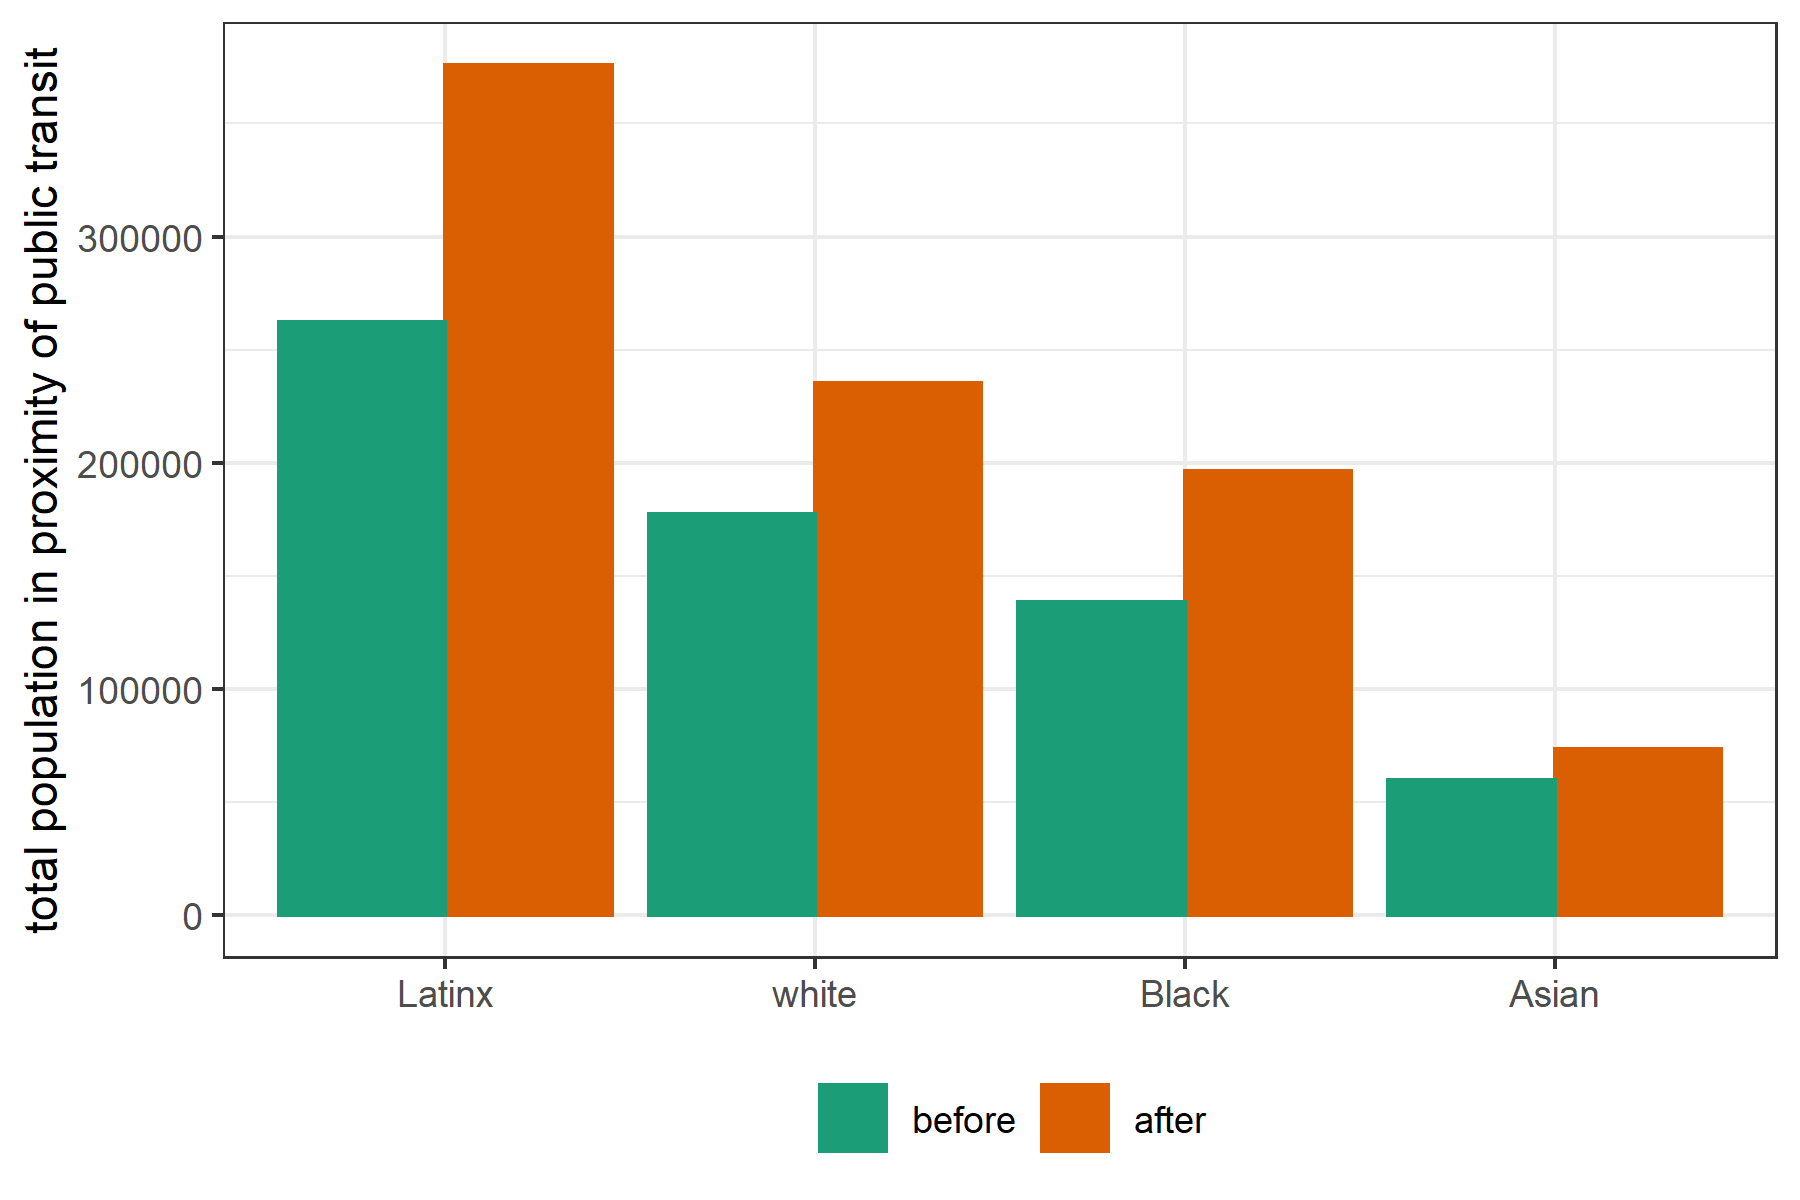 total population in proximity of public transit
300000
200000
100000
0
Latinx white Black Asian
before after